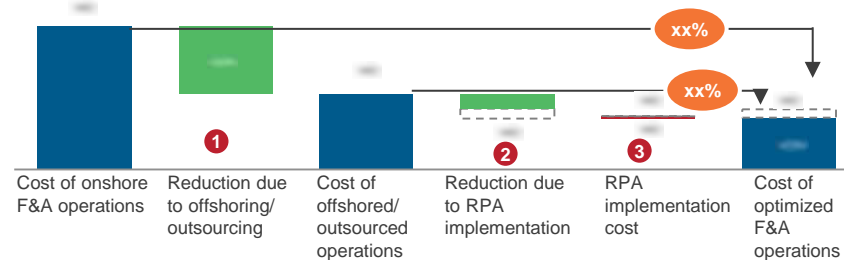 xx%
xx%
1
2
3
Cost of onshore
F&A operations
Reduction due
to offshoring/
outsourcing
Cost of
offshored/
outsourced
operations
Reduction due
to RPA
implementation
RPA
implementation
cost
Cost of
optimized
F&A
operations